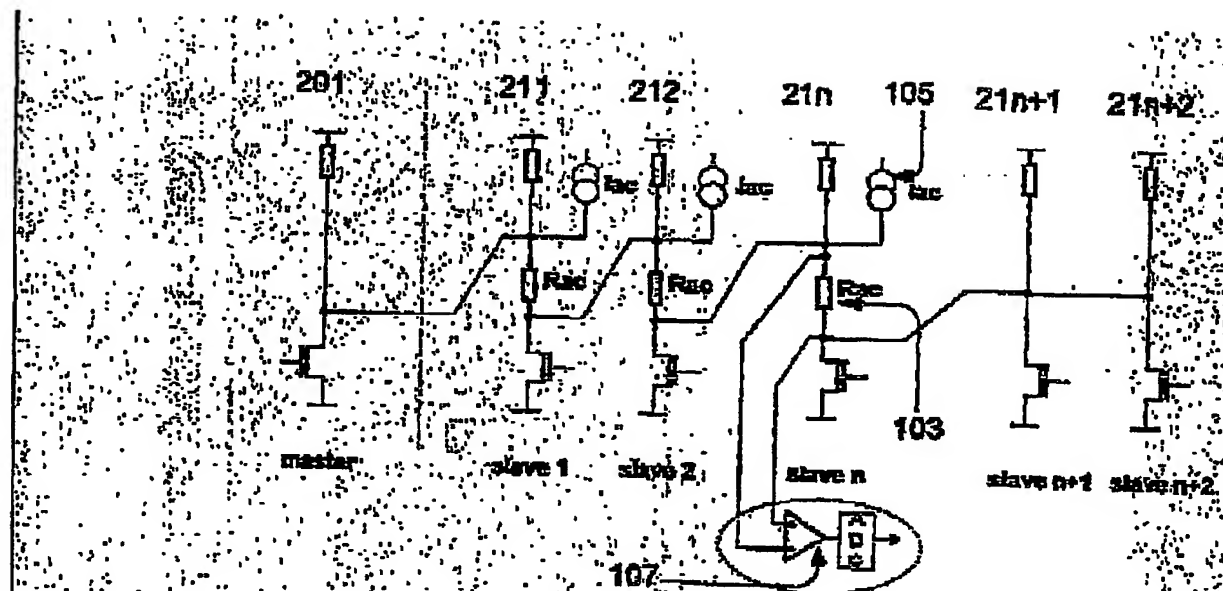 201 211 212 21n 105 21n+1 21n+2
Iac Iac Iac
Rac Rac Rac
103
master slave 1 slave 2 slave n slave n+1 slave n+2
107